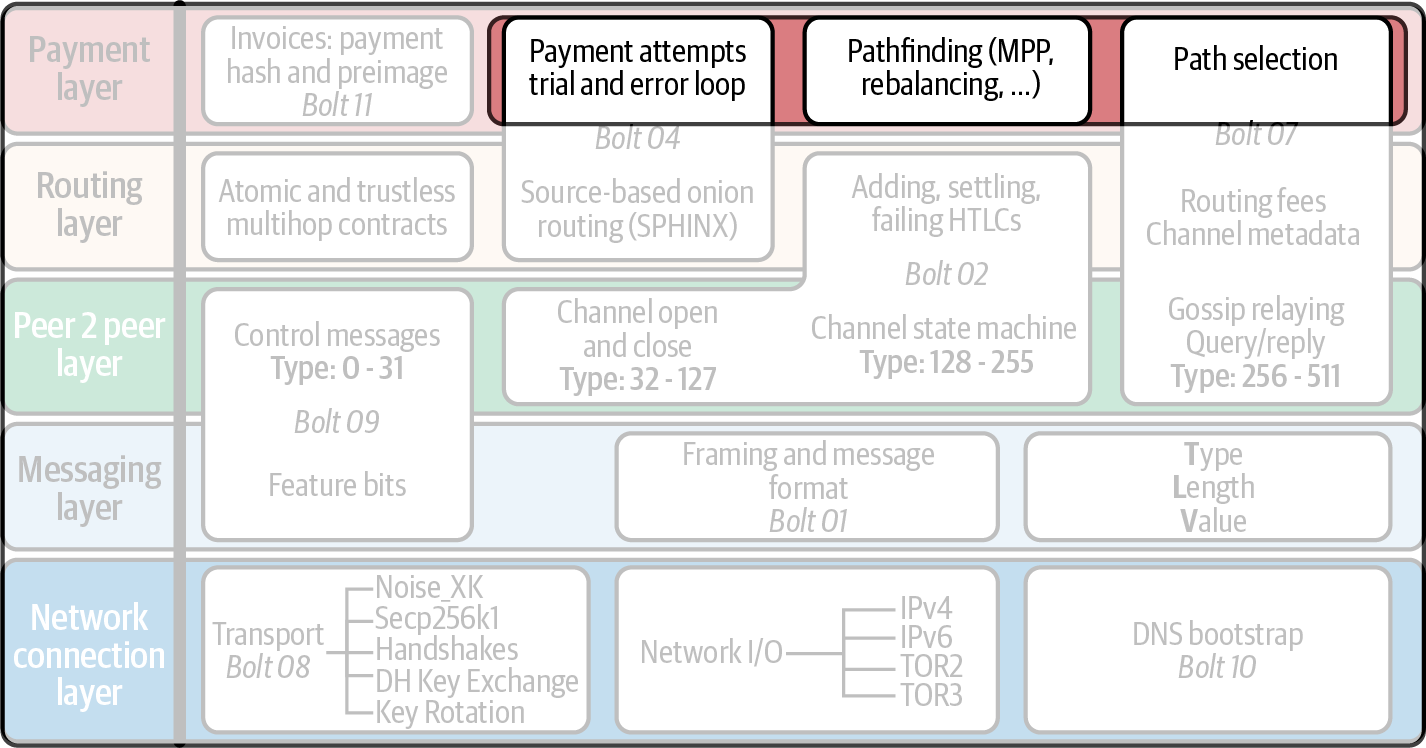 Payment
layer
Invoices: payment
hash and preimage
Bolt 11
Payment attempts
trial and error loop
Pathfinding (MPP,
rebalancing, ...)
Path selection
Bolt 04
Bolt 07
Routing
layer
Atomic and trustless
multihop contracts
Source-based onion
routing (SPHINX)
Adding, settling,
failing HTLCs
Bolt 02
Routing fees
Channel metadata
Peer 2 peer
layer
Control messages
Type: 0 - 31
Bolt 09
Feature bits
Channel open
and close
Type: 32 - 127
Channel state machine
Type: 128 - 255
Gossip relaying
Query/reply
Type: 256 - 511
Messaging
layer
Framing and message
format
Bolt 01
Type
Length
Value
Network
connection
layer
Transport
Bolt 08
Noise_XK
Secp256k1
Handshakes
DH Key Exchange
Key Rotation
Network I/O
IPv4
IPv6
TOR2
TOR3
DNS bootstrap
Bolt 10